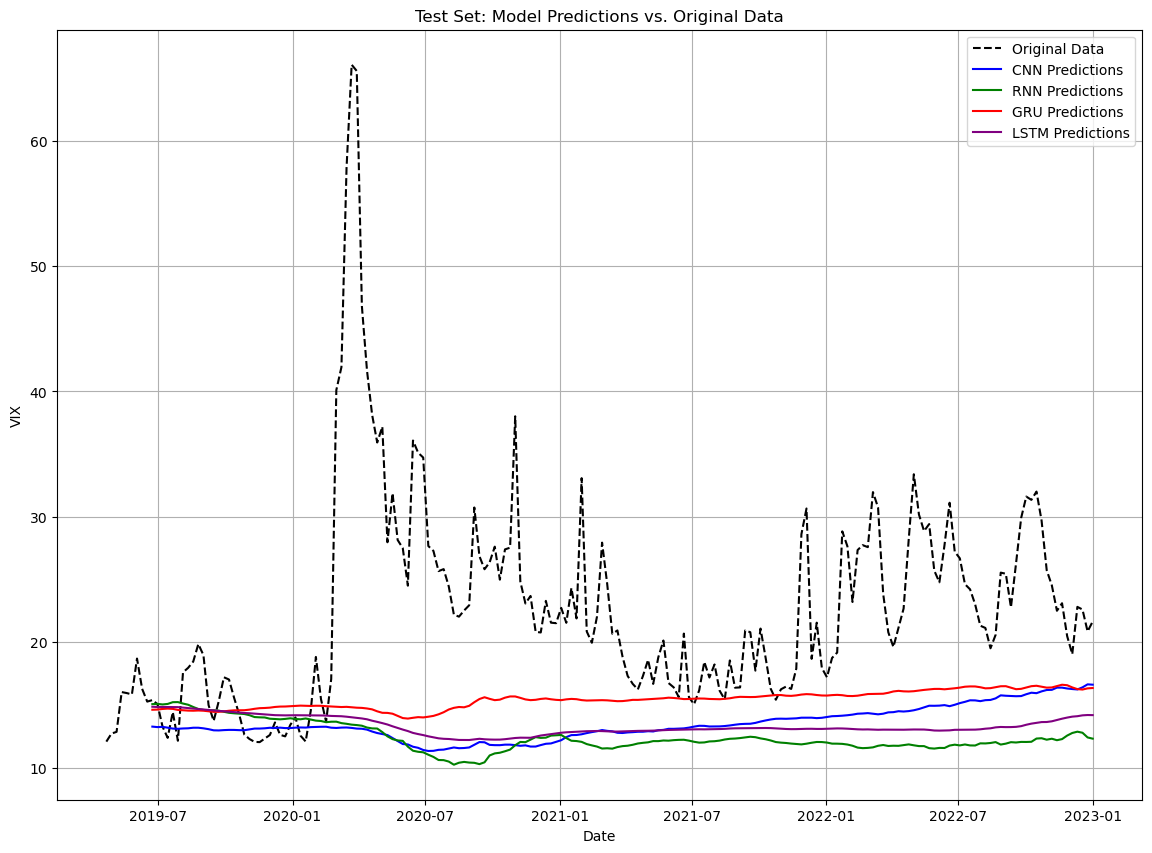 Test Set: Model Predictions vs. Original Data
Original Data
CNN Predictions
RNN Predictions
GRU Predictions
LSTM Predictions
VIX
60
50
40
30
20
10
2019-07
2020-01
2020-07
2021-01
2021-07
2022-01
2022-07
2023-01
Date